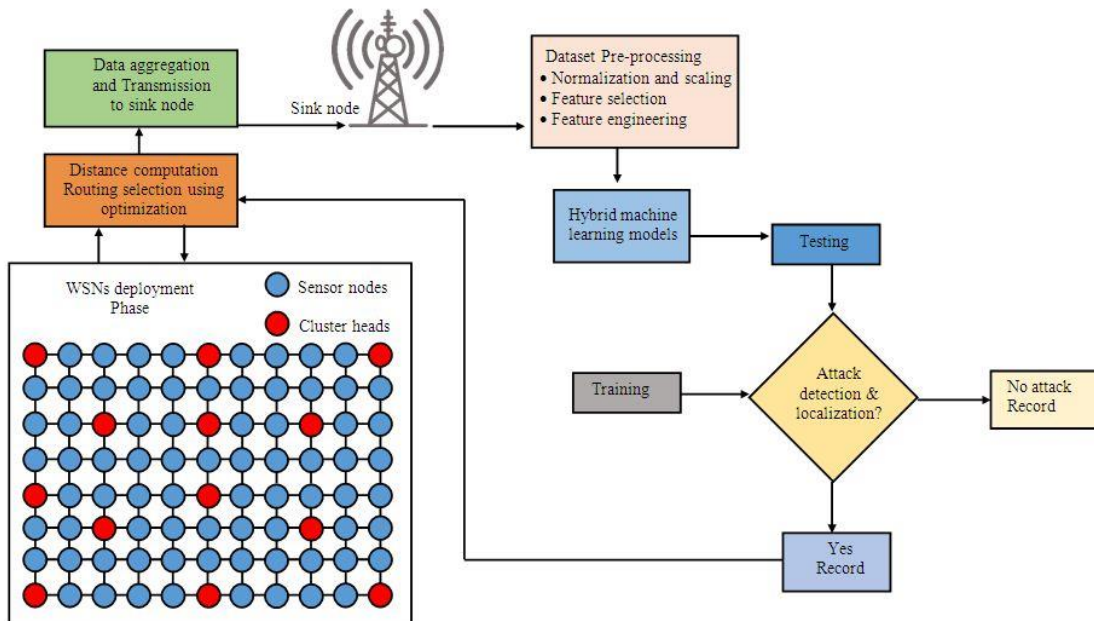 Data aggregation
and Transmission
to sink node
Sink node
Dataset Pre-processing
• Normalization and scaling
• Feature selection
• Feature engineering
Distance computation
Routing selection using
optimization
Hybrid machine
learning models
Testing
WSNs deployment
Phase
Sensor nodes
Cluster heads
Training
Attack
detection &
localization?
No attack
Record
Yes
Record